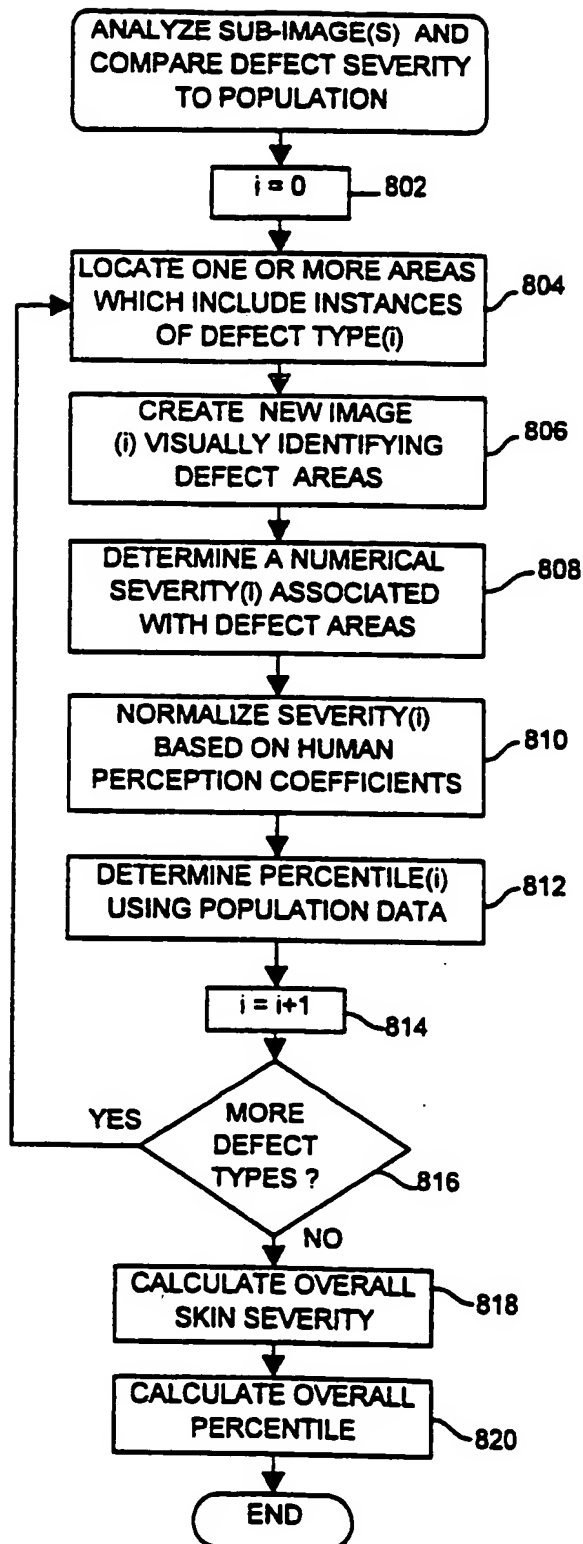 ANALYZE SUB-IMAGE(S) AND
COMPARE DEFECT SEVERITY
TO POPULATION
i = 0
802
LOCATE ONE OR MORE AREAS
WHICH INCLUDE INSTANCES
OF DEFECT TYPE(i)
804
CREATE NEW IMAGE
(i) VISUALLY IDENTIFYING
DEFECT AREAS
806
DETERMINE A NUMERICAL
SEVERITY(i) ASSOCIATED
WITH DEFECT AREAS
808
NORMALIZE SEVERITY(i)
BASED ON HUMAN
PERCEPTION COEFFICIENTS
810
DETERMINE PERCENTILE(i)
USING POPULATION DATA
812
i = i+1
814
YES
MORE
DEFECT
TYPES ?
816
NO
CALCULATE OVERALL
SKIN SEVERITY
818
CALCULATE OVERALL
PERCENTILE
820
END